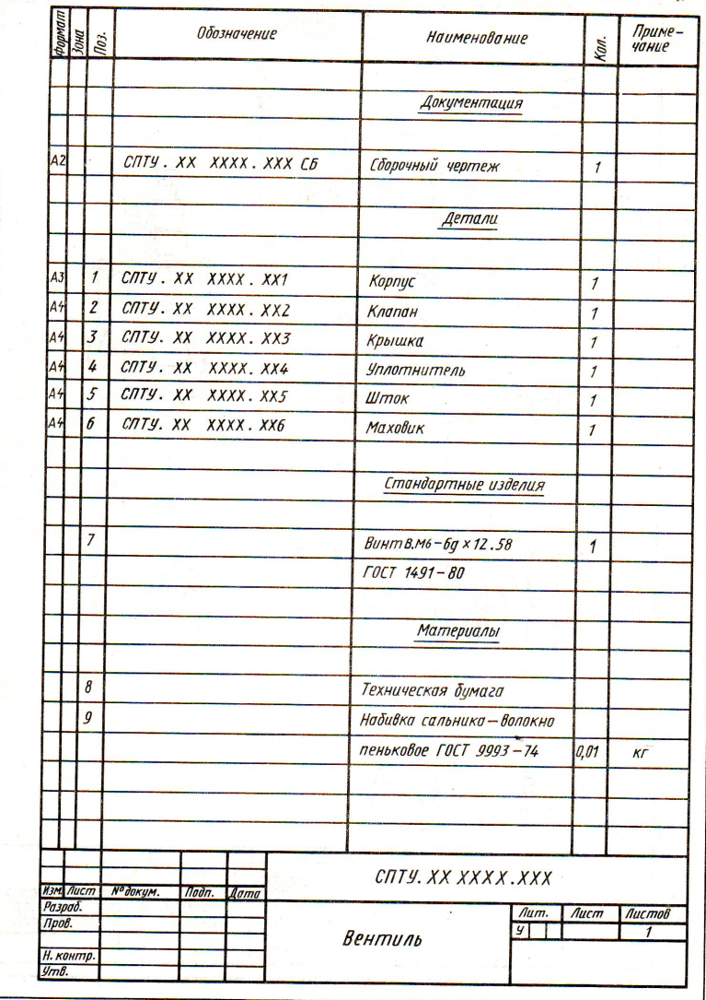 Формат Зона Поз. Обозначение Наименование Кол. Приме-
чание
Документация
А2 СПТУ. ХХ ХХХХ. ХХХ СБ Сборочный чертеж 1
Детали
А3 1 СПТУ. ХХ ХХХХ. ХХ1 Корпус 1
А4 2 СПТУ. ХХ ХХХХ. ХХ2 Клапан 1
А4 3 СПТУ. ХХ ХХХХ. ХХ3 Крышка 1
А4 4 СПТУ. ХХ ХХХХ. ХХ4 Уплотнитель 1
А4 5 СПТУ. ХХ ХХХХ. ХХ5 Шток 1
А4 6 СПТУ. ХХ ХХХХ. ХХ6 Маховик 1
Стандартные изделия
7 Винт В.М6-6g×12.58 1
ГОСТ 1491-80
Материалы
8 Техническая бумага
9 Набивка сальника-волокно
пеньковое ГОСТ 9993-74 0,01 кг
СПТУ. ХХ ХХХХ.ХХХ
Изм. Лист № докум. Подп. Дата
Разраб.
Пров.
Н. контр.
Утв.
Вентиль
Лит. Лист Листов
У 1